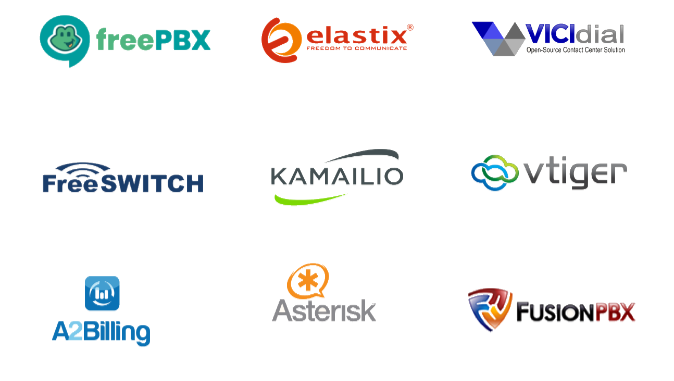 freePBX
elastix®
FREEDOM TO COMMUNICATE
VICIdial
Open-Source Contact Center Solution
FreeSWITCH
KAMAILIO
vtiger
A2Billing
Asterisk
FUSIONPBX